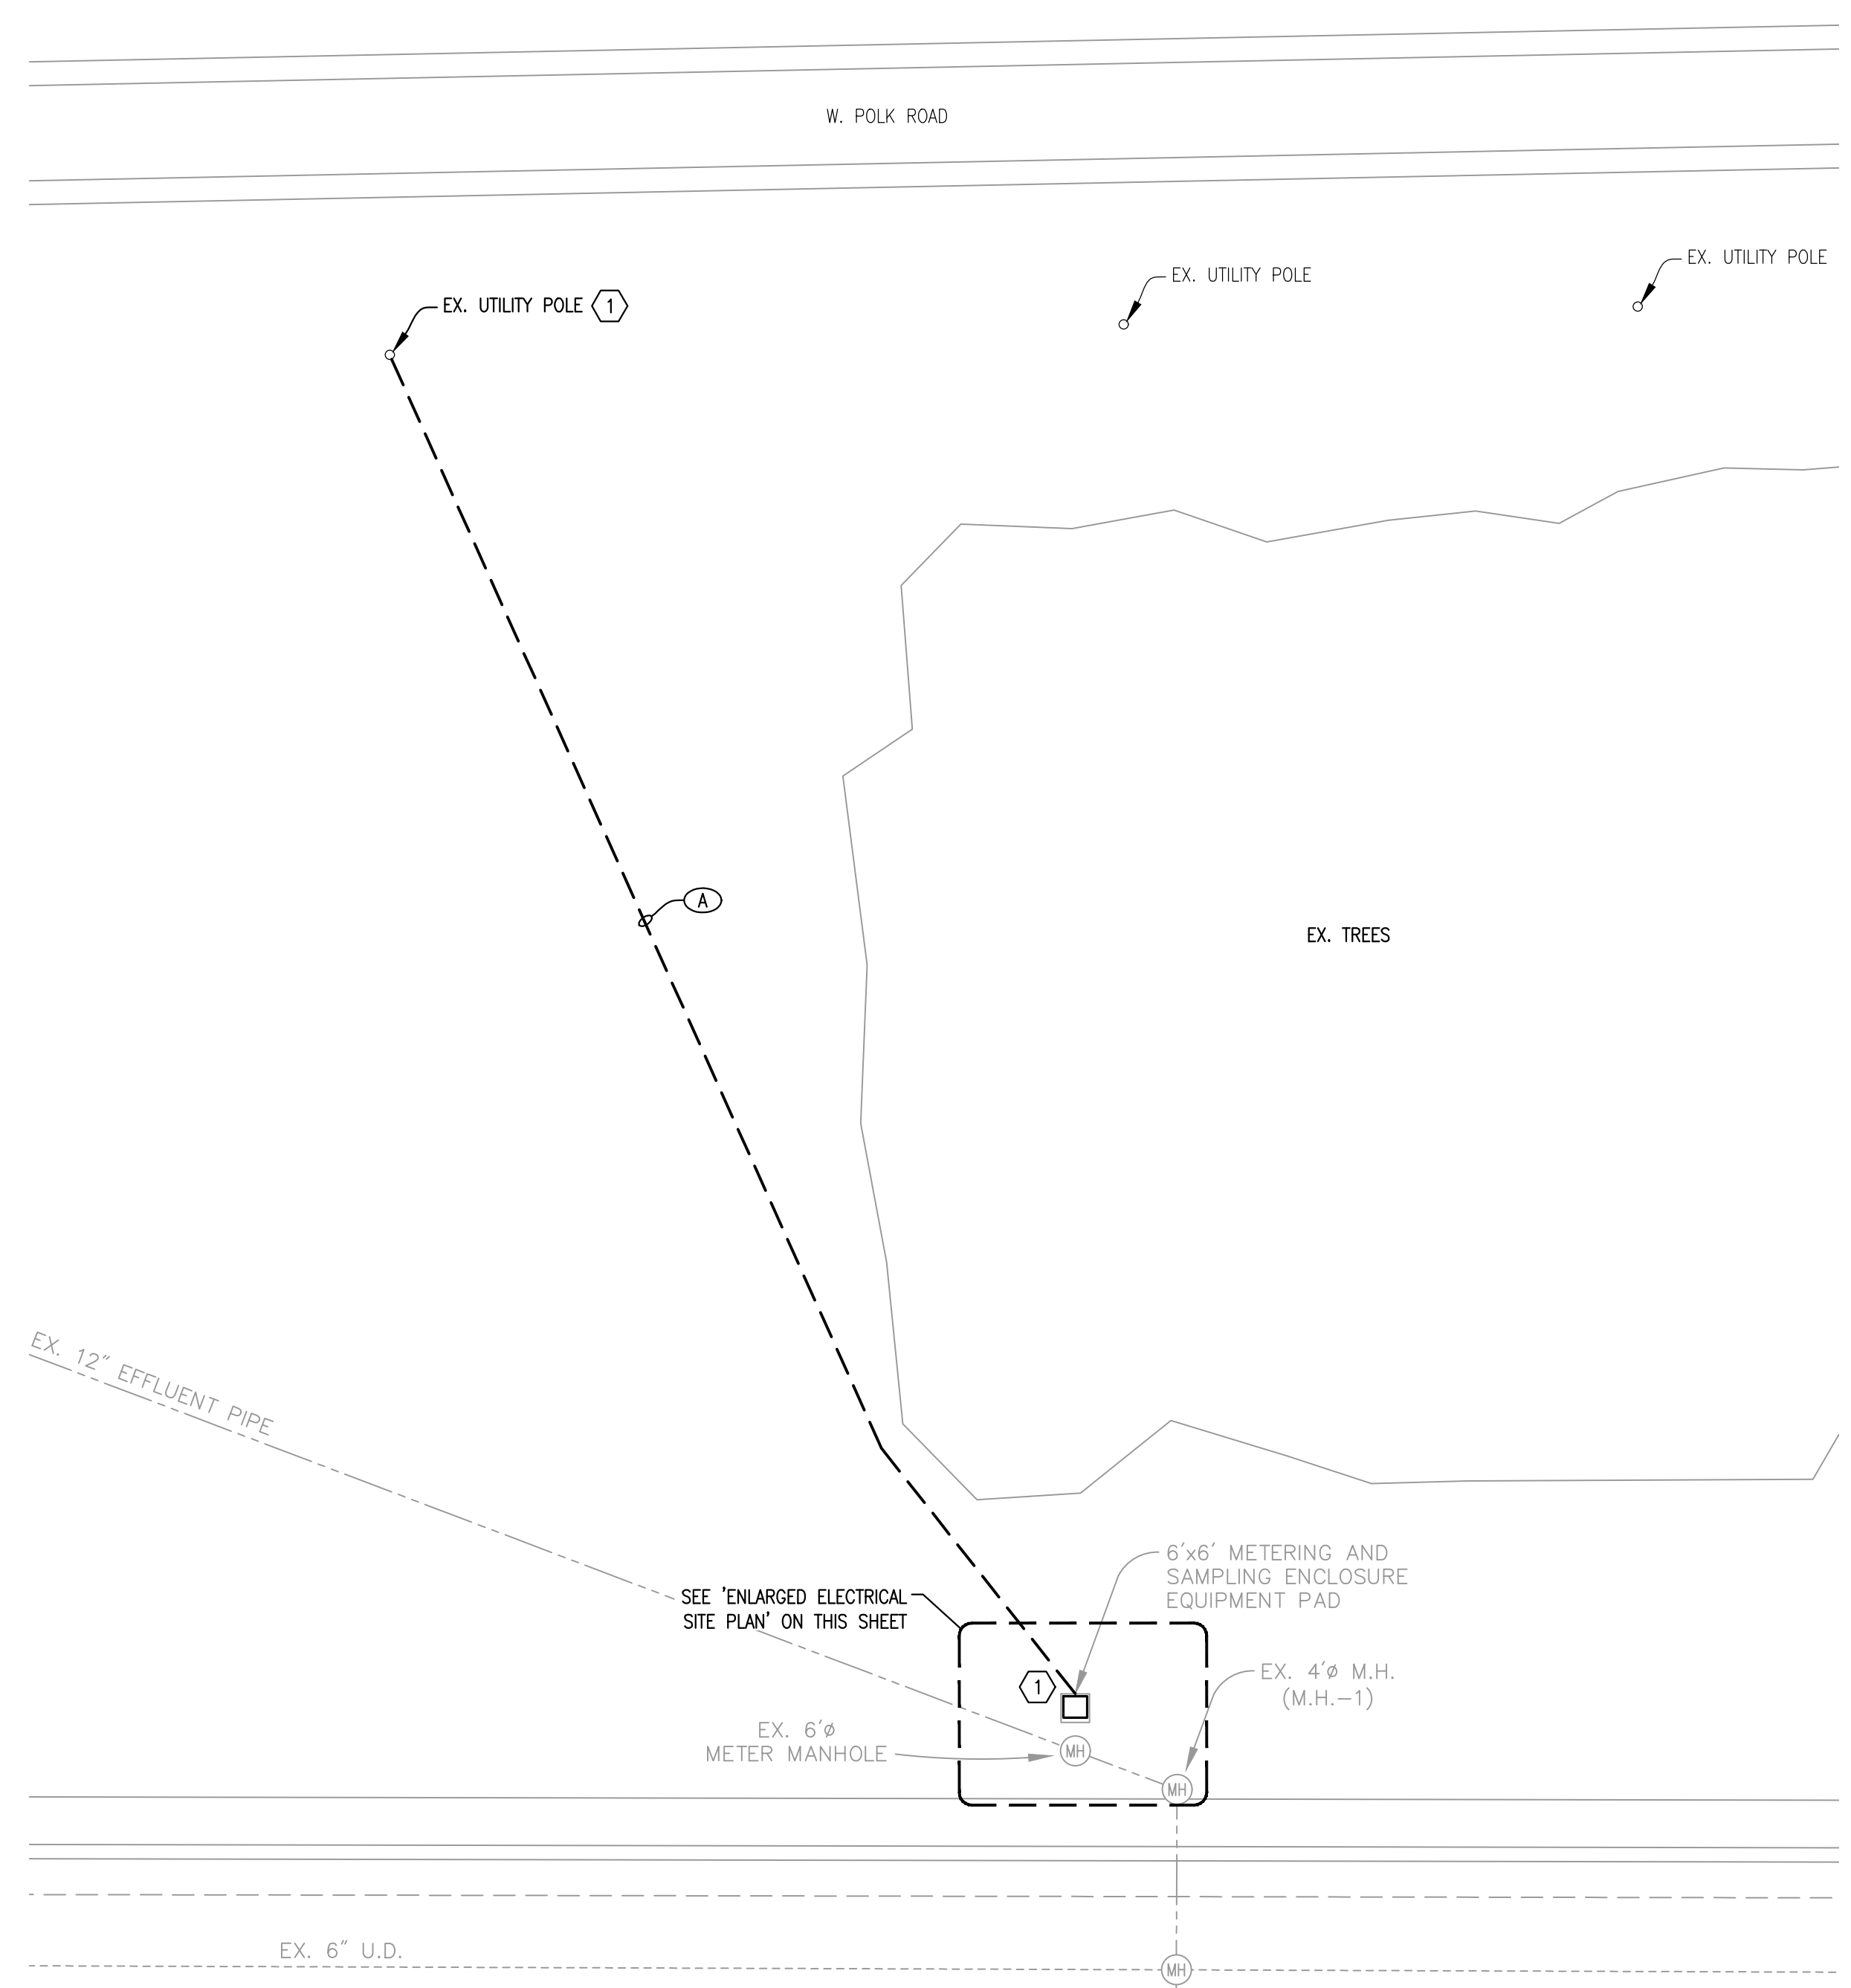 W. POLK ROAD
EX. UTILITY POLE
EX. UTILITY POLE
EX. UTILITY POLE 1
A
EX. TREES
EX. 12" EFFLUENT PIPE
6'x6' METERING AND
SAMPLING ENCLOSURE
EQUIPMENT PAD
SEE 'ENLARGED ELECTRICAL
SITE PLAN' ON THIS SHEET
1
EX. 4'ø M.H.
(M.H.-1)
EX. 6'ø
METER MANHOLE
MH
MH
EX. 6" U.D.
MH